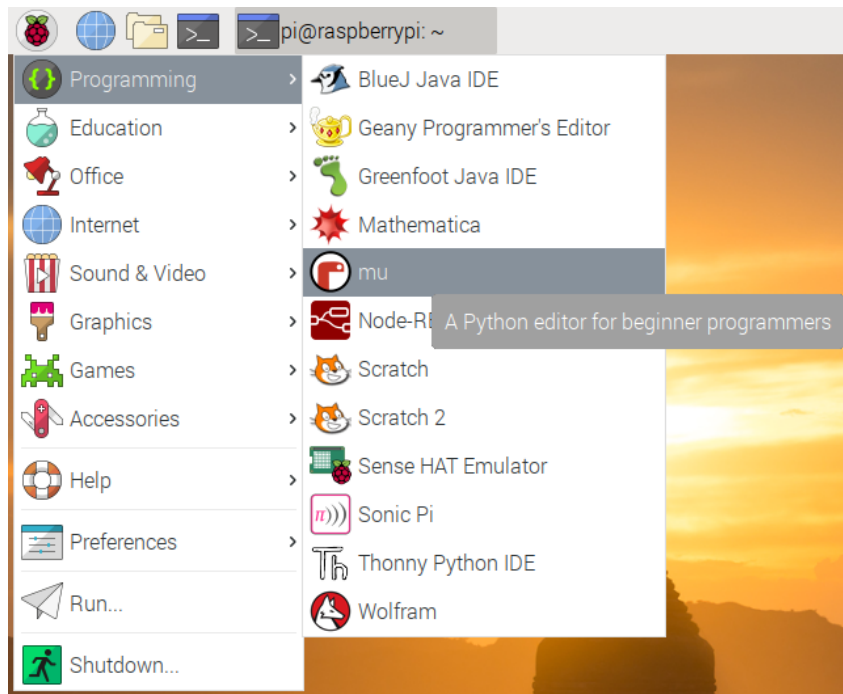 pi@raspberrypi: ~
Programming
Education
Office
Internet
Sound & Video
Graphics
Games
Accessories
Help
Preferences
Run...
Shutdown...
BlueJ Java IDE
Geany Programmer's Editor
Greenfoot Java IDE
Mathematica
mu
A Python editor for beginner programmers
Scratch
Scratch 2
Sense HAT Emulator
Sonic Pi
Thonny Python IDE
Wolfram